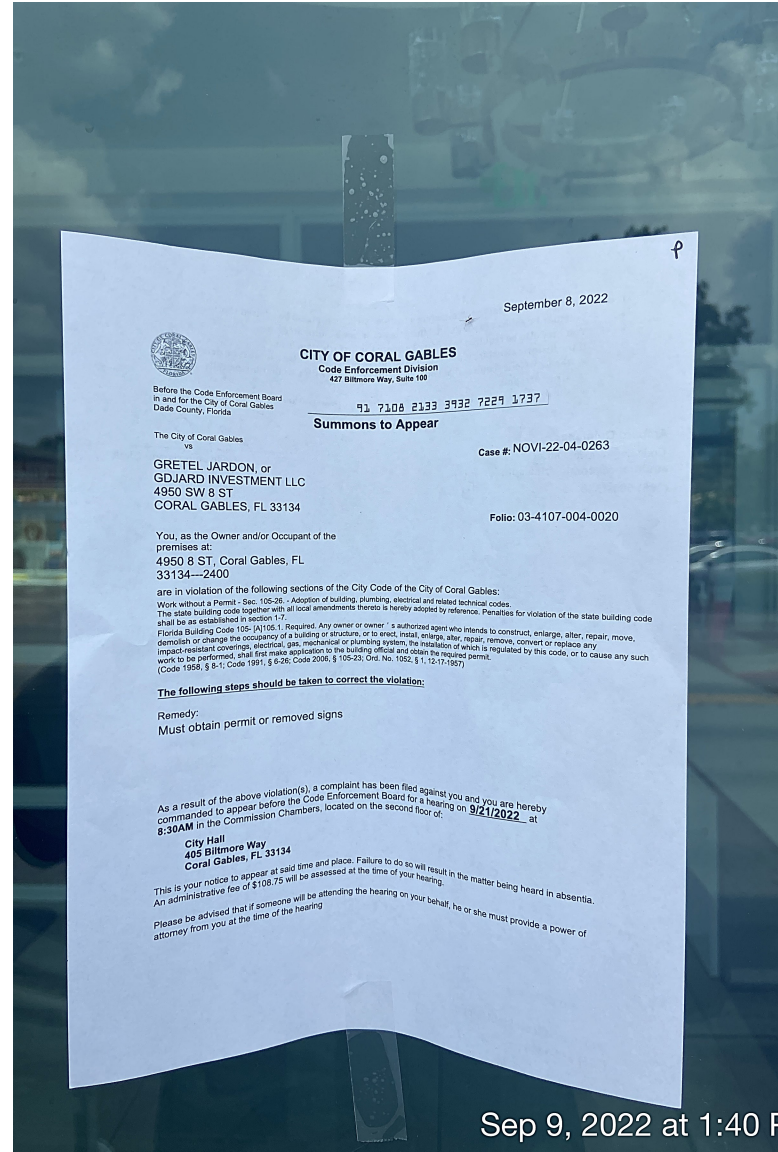 P
September 8, 2022
CITY OF CORAL GABLES
Code Enforcement Division
427 Biltmore Way, Suite 100
Before the Code Enforcement Board
in and for the City of Coral Gables
Dade County, Florida
91 7108 2133 3932 7229 1737
Summons to Appear
The City of Coral Gables
vs
Case #: NOVI-22-04-0263
GRETEL JARDON, or
GDJARD INVESTMENT LLC
4950 SW 8 ST
CORAL GABLES, FL 33134
Folio: 03-4107-004-0020
You, as the Owner and/or Occupant of the
premises at:
4950 8 ST, Coral Gables, FL
33134---2400
are in violation of the following sections of the City Code of the City of Coral Gables:
Work without a Permit - Sec. 105-26. - Adoption of building, plumbing, electrical and related technical codes.
The state building code together with all local amendments thereto is hereby adopted by reference. Penalties for violation of the state building code
shall be as established in section 1-7.
Florida Building Code 105- [A]105.1. Required. Any owner or owner ' s authorized agent who intends to construct, enlarge, alter, repair, move,
demolish or change the occupancy of a building or structure, or to erect, install, enlarge, alter, repair, remove, convert or replace any
impact-resistant coverings, electrical, gas, mechanical or plumbing system, the installation of which is regulated by this code, or to cause any such
work to be performed, shall first make application to the building official and obtain the required permit.
(Code 1958, § 8-1; Code 1991, § 6-26; Code 2006, § 105-23; Ord. No. 1052, § 1, 12-17-1957)
The following steps should be taken to correct the violation:
Remedy:
Must obtain permit or removed signs
As a result of the above violation(s), a complaint has been filed against you and you are hereby
commanded to appear before the Code Enforcement Board for a hearing on 9/21/2022 at
8:30AM in the Commission Chambers, located on the second floor of:
City Hall
405 Biltmore Way
Coral Gables, FL 33134
This is your notice to appear at said time and place. Failure to do so will result in the matter being heard in absentia.
An administrative fee of $108.75 will be assessed at the time of your hearing.
Please be advised that if someone will be attending the hearing on your behalf, he or she must provide a power of
attorney from you at the time of the hearing
Sep 9, 2022 at 1:40